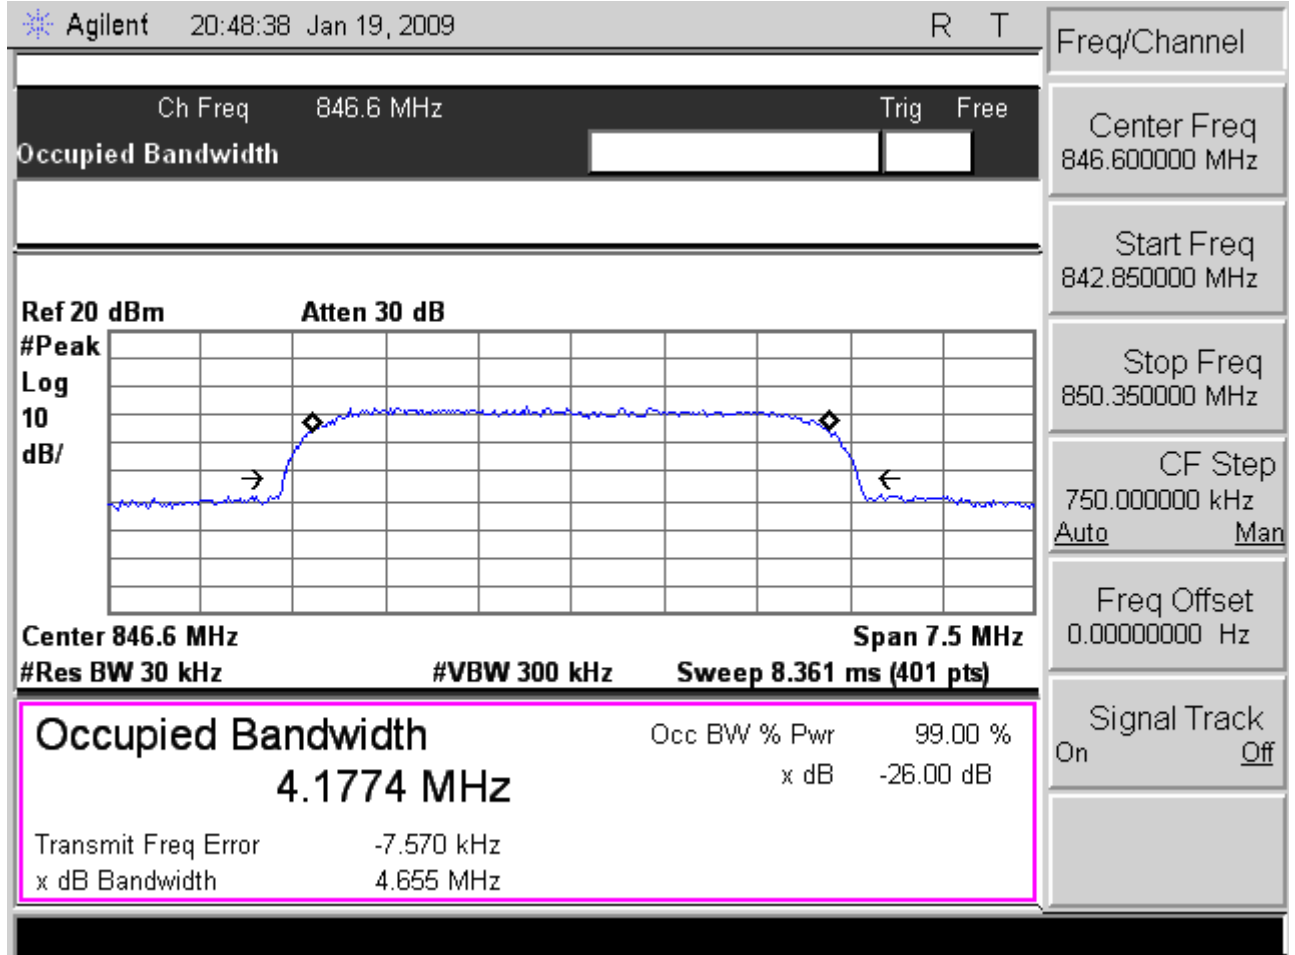 Agilent 20:48:38 Jan 19, 2009 R T
Freq/Channel
Ch Freq 846.6 MHz Trig Free
Occupied Bandwidth
Center Freq
846.600000 MHz
Start Freq
842.850000 MHz
Stop Freq
850.350000 MHz
CF Step
750.000000 kHz
Auto Man
Freq Offset
0.00000000 Hz
Signal Track
On Off
Ref 20 dBm Atten 30 dB
#Peak
Log
10
dB/
Center 846.6 MHz Span 7.5 MHz
#Res BW 30 kHz #VBW 300 kHz Sweep 8.361 ms (401 pts)
Occupied Bandwidth
4.1774 MHz
Occ BW % Pwr 99.00 %
x dB -26.00 dB
Transmit Freq Error -7.570 kHz
x dB Bandwidth 4.655 MHz